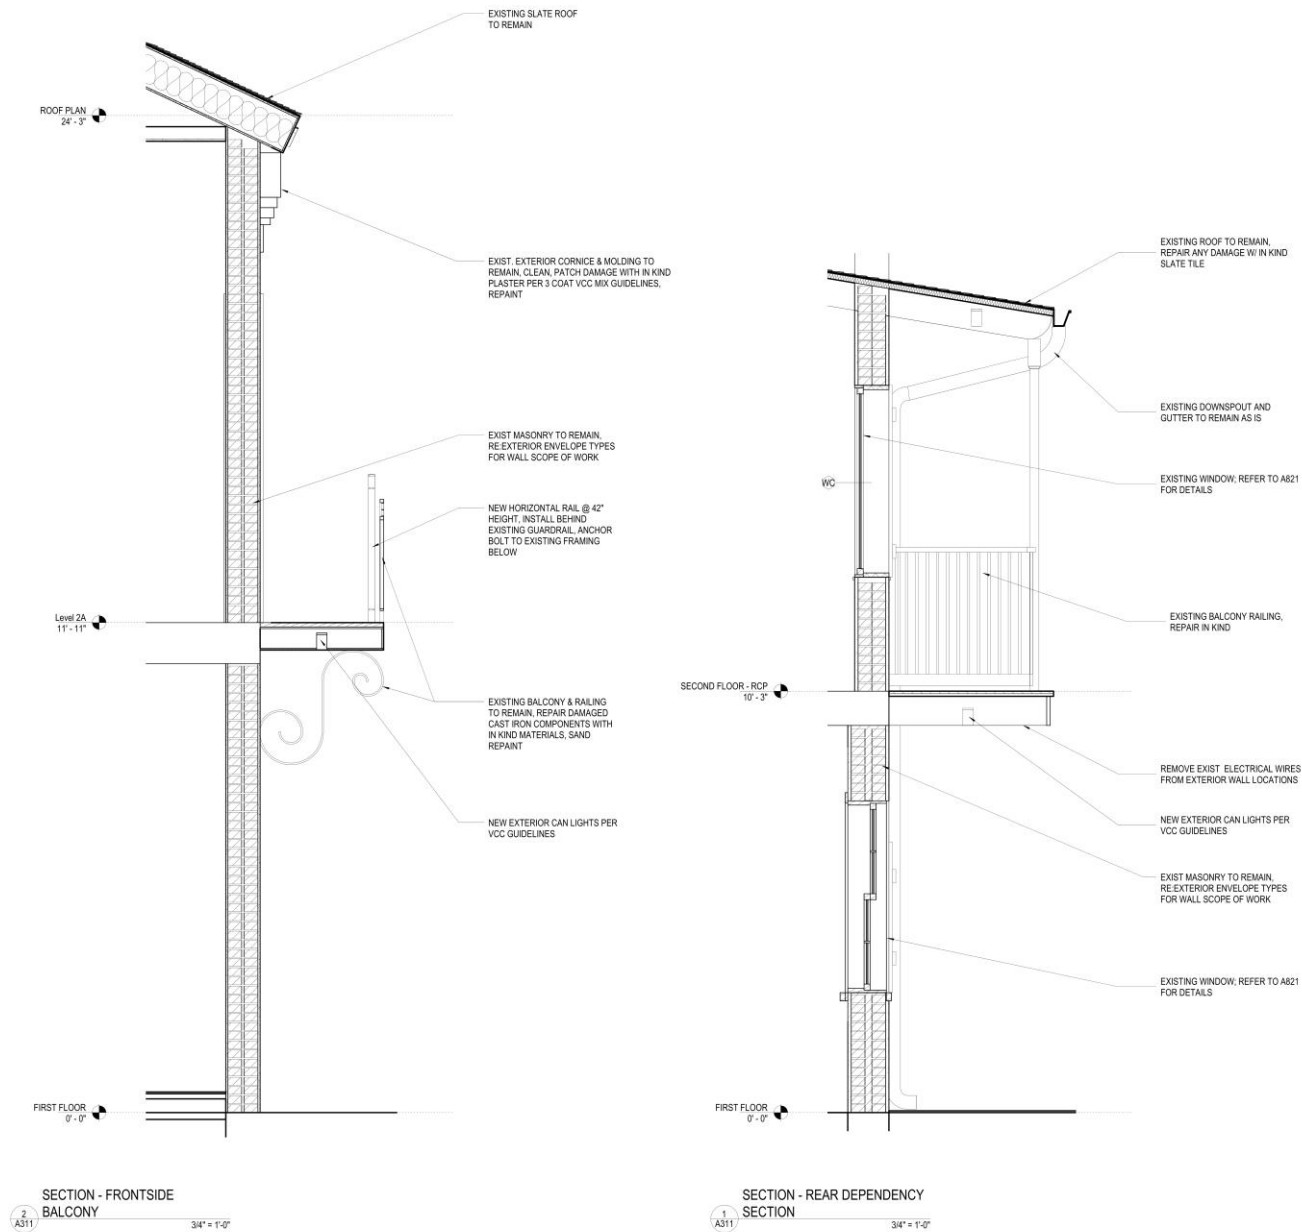 EXISTING SLATE ROOF
TO REMAIN
ROOF PLAN
24' - 3"
EXIST. EXTERIOR CORNICE & MOLDING TO
REMAIN, CLEAN, PATCH DAMAGE WITH IN KIND
PLASTER PER 3 COAT VCC MIX GUIDELINES,
REPAINT
EXIST MASONRY TO REMAIN,
RE:EXTERIOR ENVELOPE TYPES
FOR WALL SCOPE OF WORK
NEW HORIZONTAL RAIL @ 42"
HEIGHT, INSTALL BEHIND
EXISTING GUARDRAIL, ANCHOR
BOLT TO EXISTING FRAMING
BELOW
Level 2A
11' - 11"
EXISTING BALCONY & RAILING
TO REMAIN, REPAIR DAMAGED
CAST IRON COMPONENTS WITH
IN KIND MATERIALS, SAND
REPAINT
NEW EXTERIOR CAN LIGHTS PER
VCC GUIDELINES
FIRST FLOOR
0' - 0"
2
A311
SECTION - FRONTSIDE
BALCONY
3/4" = 1'-0"
EXISTING ROOF TO REMAIN,
REPAIR ANY DAMAGE W/ IN KIND
SLATE TILE
EXISTING DOWNSPOUT AND
GUTTER TO REMAIN AS IS
WC
EXISTING WINDOW; REFER TO A821
FOR DETAILS
EXISTING BALCONY RAILING,
REPAIR IN KIND
SECOND FLOOR - RCP
10' - 3"
REMOVE EXIST ELECTRICAL WIRES
FROM EXTERIOR WALL LOCATIONS
NEW EXTERIOR CAN LIGHTS PER
VCC GUIDELINES
EXIST MASONRY TO REMAIN,
RE:EXTERIOR ENVELOPE TYPES
FOR WALL SCOPE OF WORK
EXISTING WINDOW; REFER TO A821
FOR DETAILS
FIRST FLOOR
0' - 0"
1
A311
SECTION - REAR DEPENDENCY
SECTION
3/4" = 1'-0"